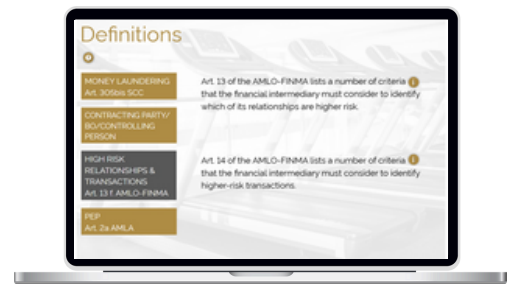 Definitions
MONEY LAUNDERING
Art. 305bis SCC
CONTRACTING PARTY/
BO/CONTROLLING
PERSON
HIGH RISK
RELATIONSHIPS &
TRANSACTIONS
Art. 13 f. AMLO-FINMA
PEP
Art. 2a AMLA
Art. 13 of the AMLO-FINMA lists a number of criteria
that the financial intermediary must consider to identify
which of its relationships are higher risk.
Art. 14 of the AMLO-FINMA lists a number of criteria
that the financial intermediary must consider to identify
higher-risk transactions.